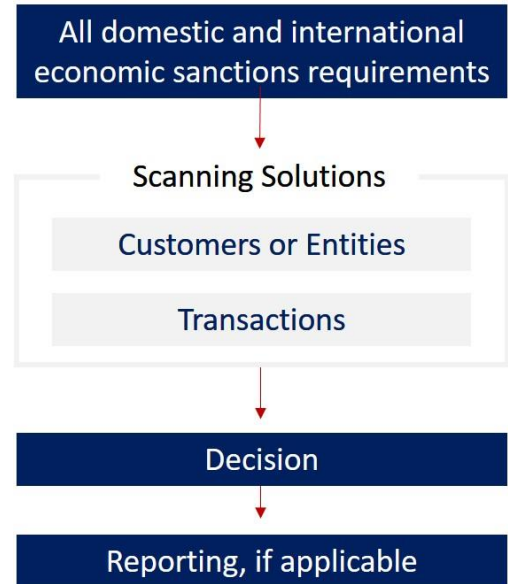 All domestic and international
economic sanctions requirements
Scanning Solutions
Customers or Entities
Transactions
Decision
Reporting, if applicable